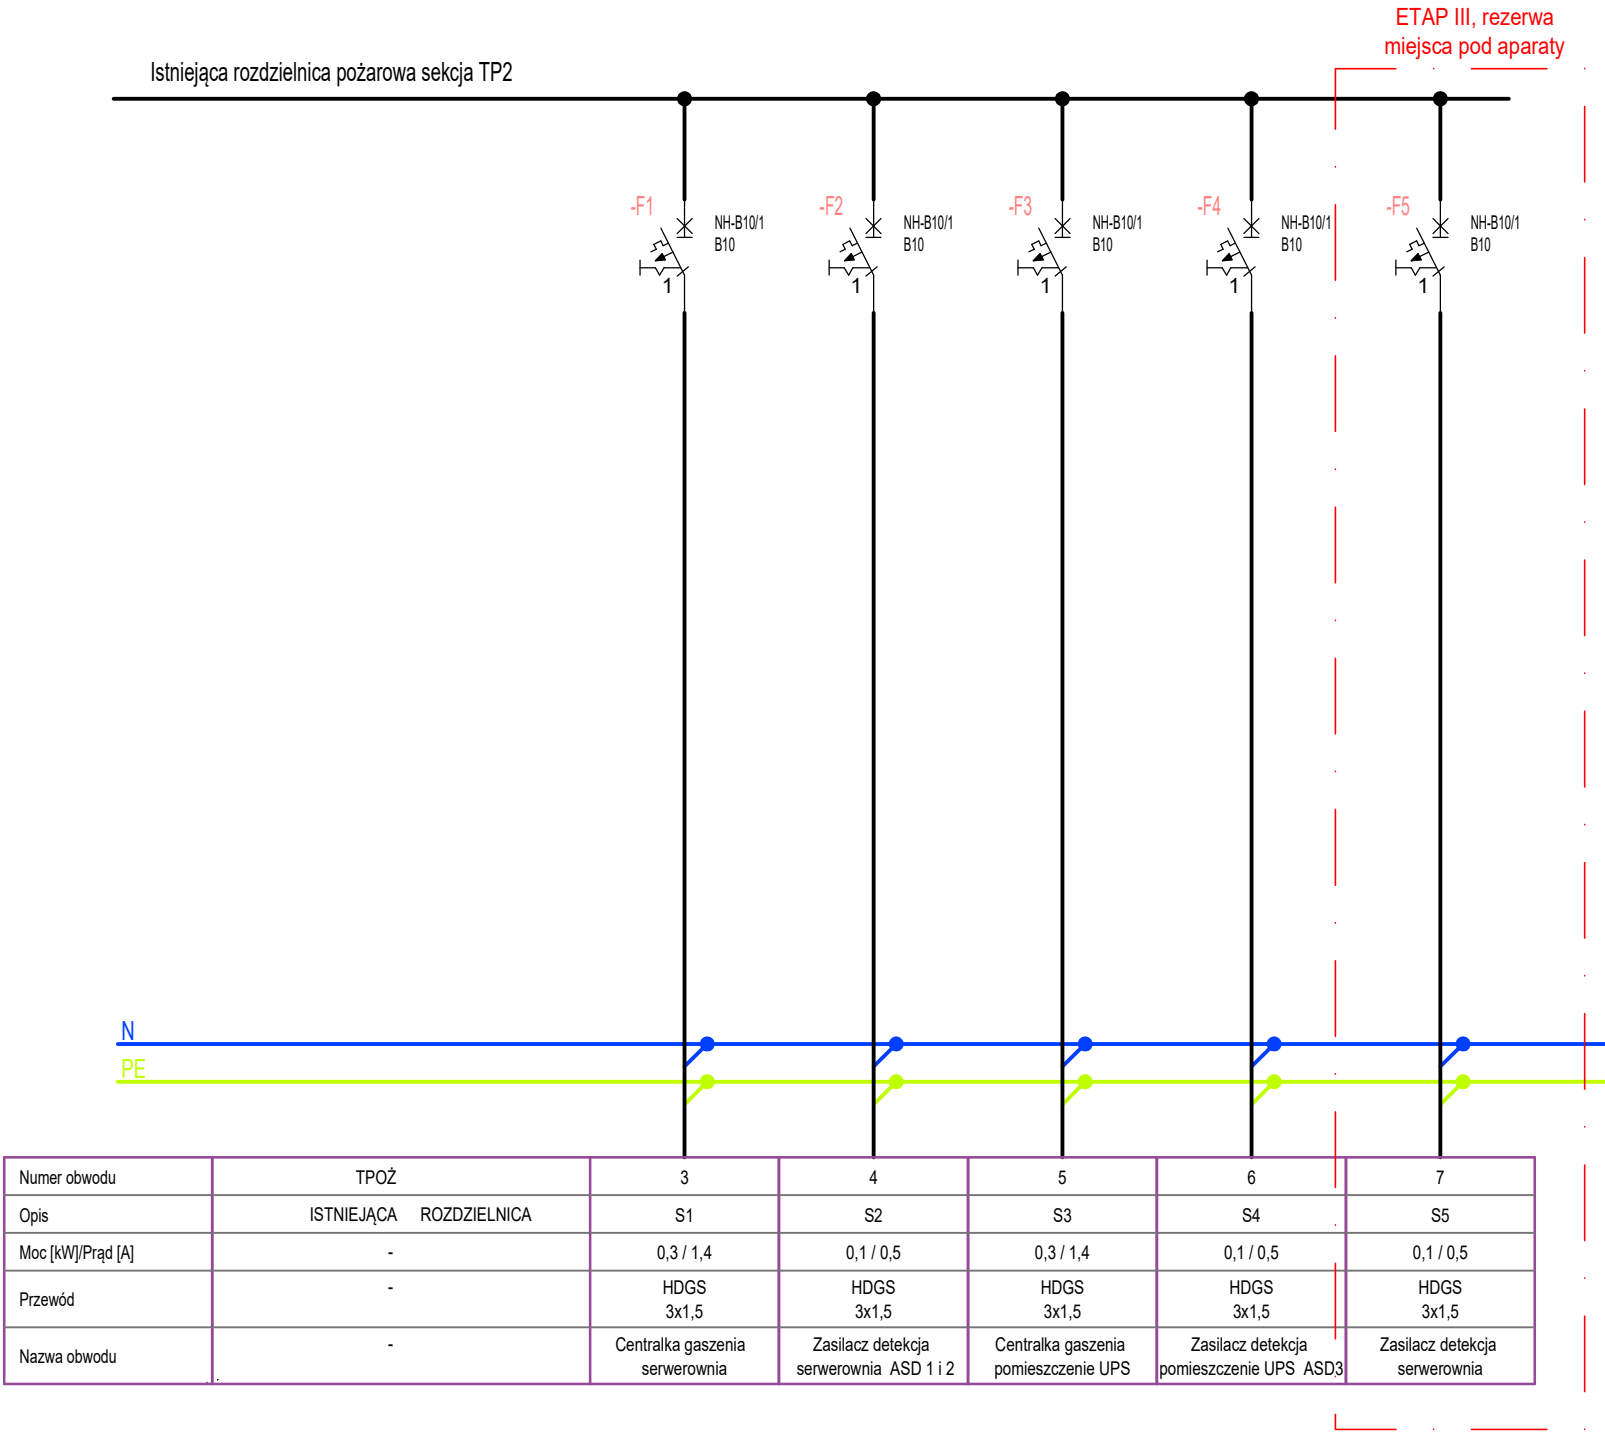 ETAP III, rezerwa
miejsca pod aparaty
Istniejąca rozdzielnica pożarowa sekcja TP2
-F1
NH-B10/1
B10
1
-F2
NH-B10/1
B10
1
-F3
NH-B10/1
B10
1
-F4
NH-B10/1
B10
1
-F5
NH-B10/1
B10
1
N
PE
Numer obwodu TPOŻ 3 4 5 6 7
Opis ISTNIEJĄCA ROZDZIELNICA S1 S2 S3 S4 S5
Moc [kW]/Prąd [A] - 0,3 / 1,4 0,1 / 0,5 0,3 / 1,4 0,1 / 0,5 0,1 / 0,5
Przewód - HDGS HDGS HDGS HDGS HDGS
3x1,5 3x1,5 3x1,5 3x1,5 3x1,5
Nazwa obwodu - Centralka gaszenia Zasilacz detekcja Centralka gaszenia Zasilacz detekcja Zasilacz detekcja
serwerownia serwerownia ASD 1 i 2 pomieszczenie UPS pomieszczenie UPS ASD3 serwerownia